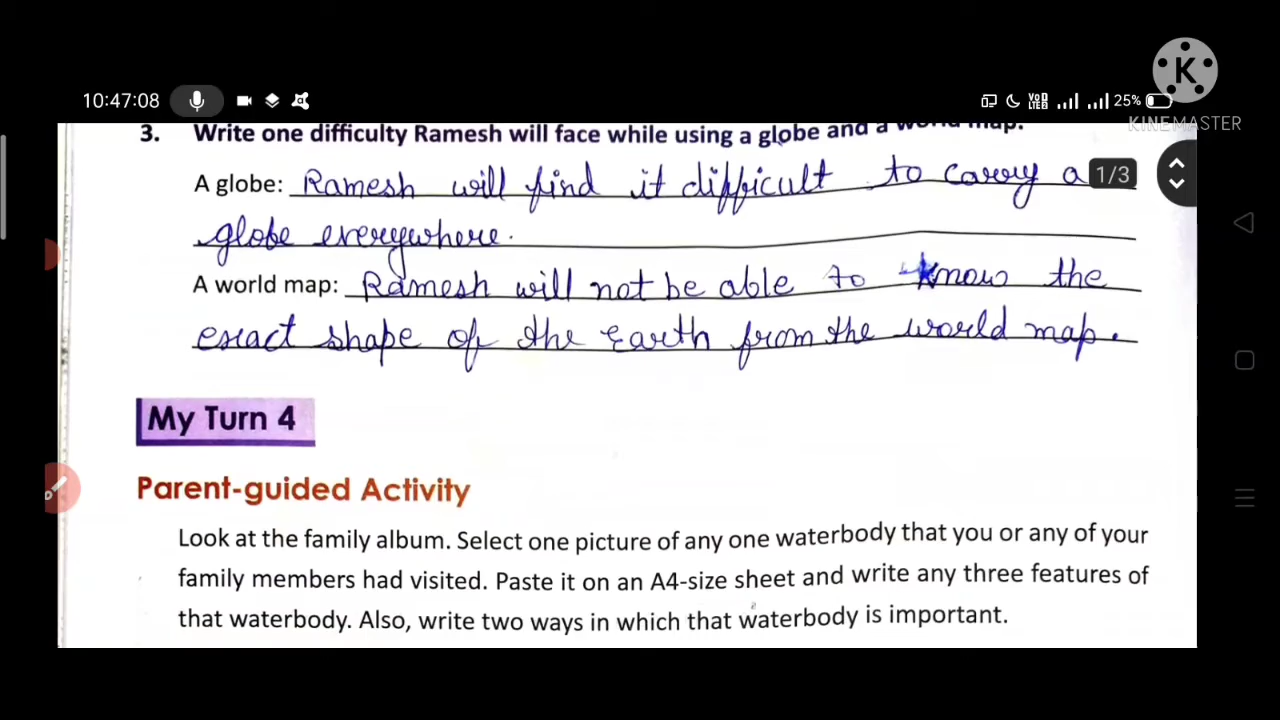 10:47:08
VoD LTE 25%
KINEMASTER
3. Write one difficulty Ramesh will face while using a globe and a world map.
A globe: Ramesh will find it difficult to carry a
1/3
globe everywhere.
A world map: Ramesh will not be able to know the
exact shape of the Earth from the world map.
My Turn 4
Parent-guided Activity
Look at the family album. Select one picture of any one waterbody that you or any of your
family members had visited. Paste it on an A4-size sheet and write any three features of
that waterbody. Also, write two ways in which that waterbody is important.